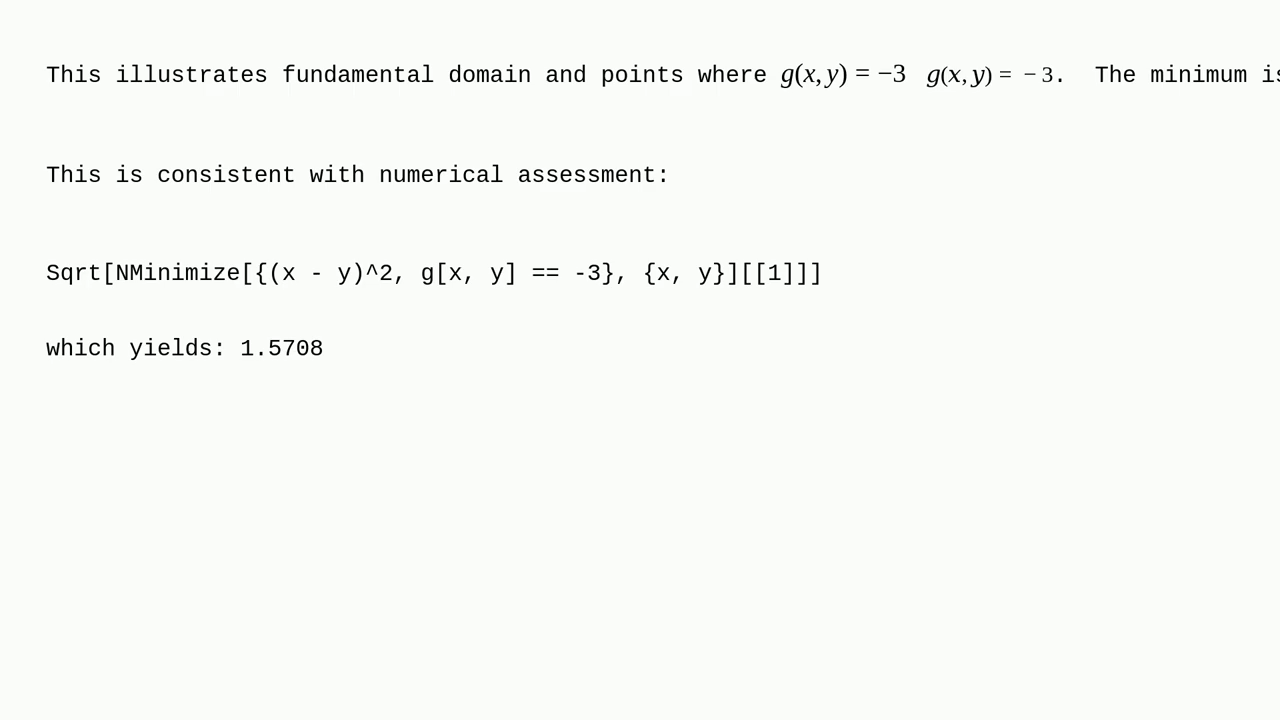 This illustrates fundamental domain and points where g(x, y) = −3 g(x, y) = − 3. The minimum is
This is consistent with numerical assessment:
Sqrt[NMinimize[{(x - y)^2, g[x, y] == -3}, {x, y}][[1]]]
which yields: 1.5708